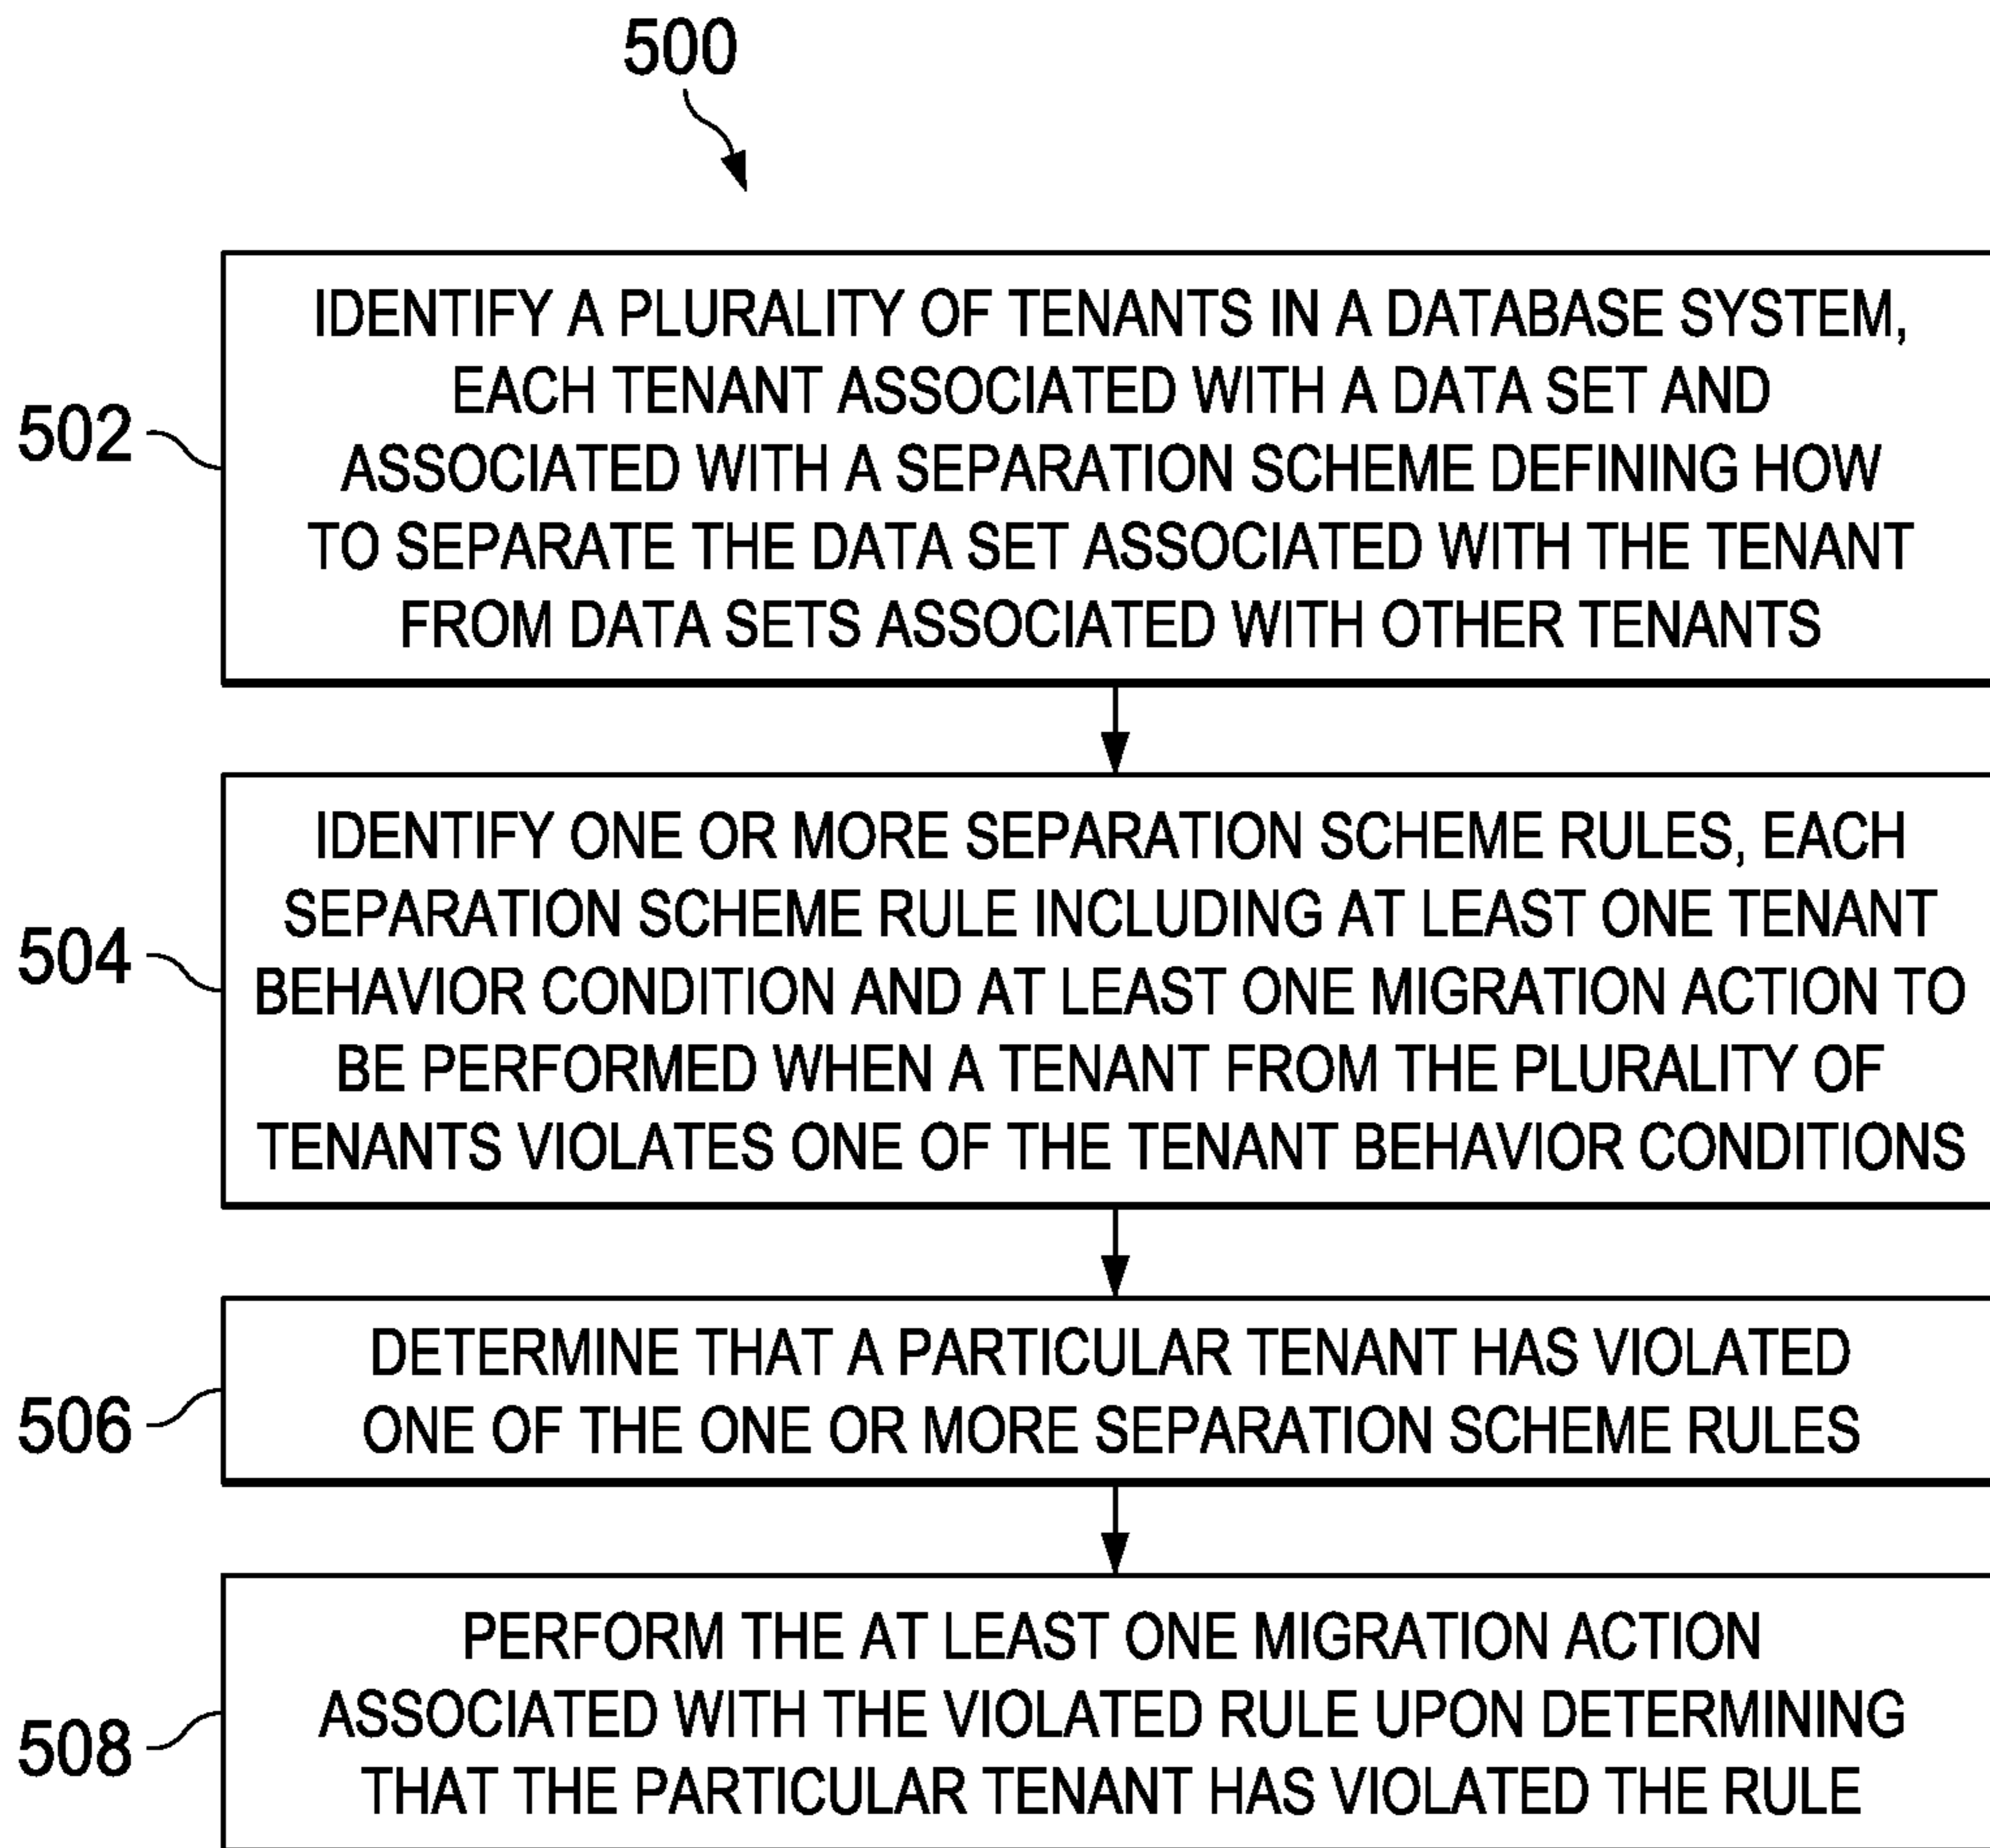 500
502
IDENTIFY A PLURALITY OF TENANTS IN A DATABASE SYSTEM,
EACH TENANT ASSOCIATED WITH A DATA SET AND
ASSOCIATED WITH A SEPARATION SCHEME DEFINING HOW
TO SEPARATE THE DATA SET ASSOCIATED WITH THE TENANT
FROM DATA SETS ASSOCIATED WITH OTHER TENANTS
504
IDENTIFY ONE OR MORE SEPARATION SCHEME RULES, EACH
SEPARATION SCHEME RULE INCLUDING AT LEAST ONE TENANT
BEHAVIOR CONDITION AND AT LEAST ONE MIGRATION ACTION TO
BE PERFORMED WHEN A TENANT FROM THE PLURALITY OF
TENANTS VIOLATES ONE OF THE TENANT BEHAVIOR CONDITIONS
506
DETERMINE THAT A PARTICULAR TENANT HAS VIOLATED
ONE OF THE ONE OR MORE SEPARATION SCHEME RULES
508
PERFORM THE AT LEAST ONE MIGRATION ACTION
ASSOCIATED WITH THE VIOLATED RULE UPON DETERMINING
THAT THE PARTICULAR TENANT HAS VIOLATED THE RULE